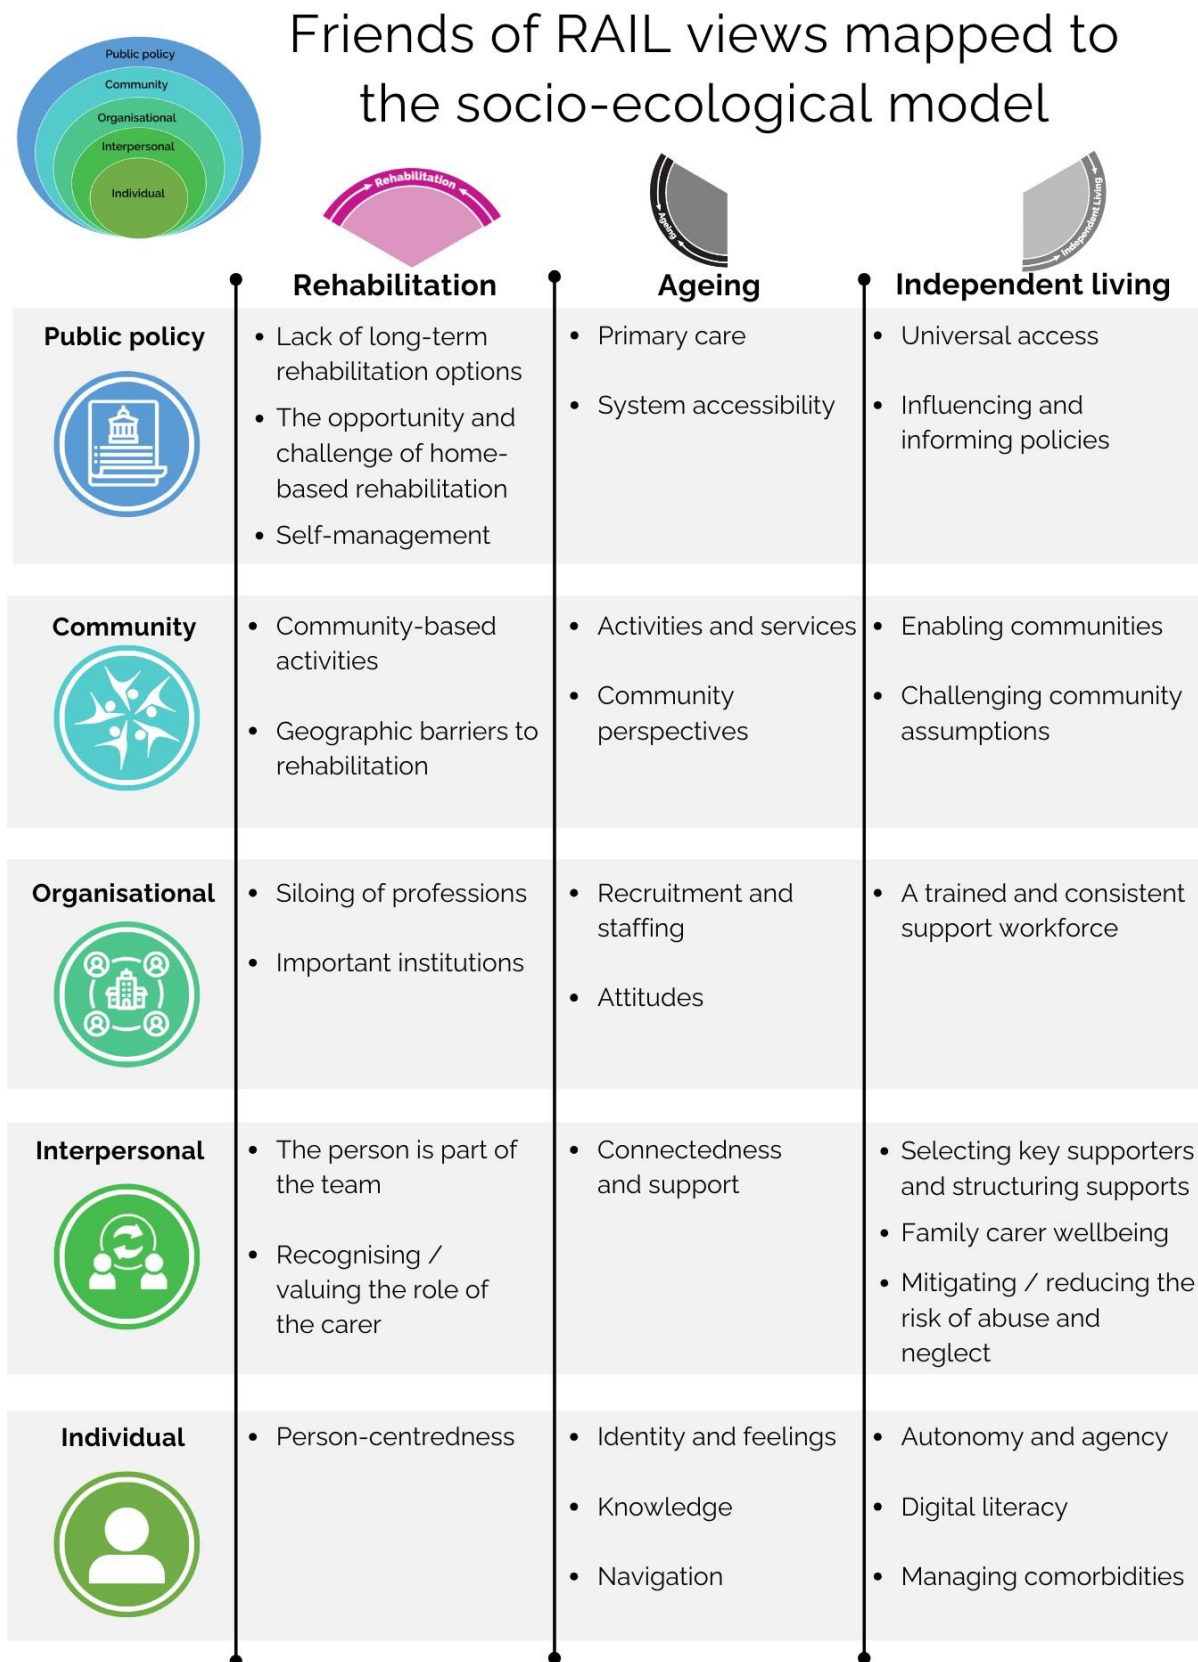 Friends of RAIL views mapped to
the socio-ecological model
Public policy
Community
Organisational
Interpersonal
Individual
Rehabilitation
Ageing
Independent Living
Rehabilitation
Ageing
Independent living
Public policy
• Lack of long-term
rehabilitation options
• The opportunity and
challenge of home-
based rehabilitation
• Self-management
• Primary care
• System accessibility
• Universal access
• Influencing and
informing policies
Community
• Community-based
activities
• Geographic barriers to
rehabilitation
• Activities and services
• Community
perspectives
• Enabling communities
• Challenging community
assumptions
Organisational
• Siloing of professions
• Important institutions
• Recruitment and
staffing
• Attitudes
• A trained and consistent
support workforce
Interpersonal
• The person is part of
the team
• Recognising /
valuing the role of
the carer
• Connectedness
and support
• Selecting key supporters
and structuring supports
• Family carer wellbeing
• Mitigating / reducing the
risk of abuse and
neglect
Individual
• Person-centredness
• Identity and feelings
• Knowledge
• Navigation
• Autonomy and agency
• Digital literacy
• Managing comorbidities